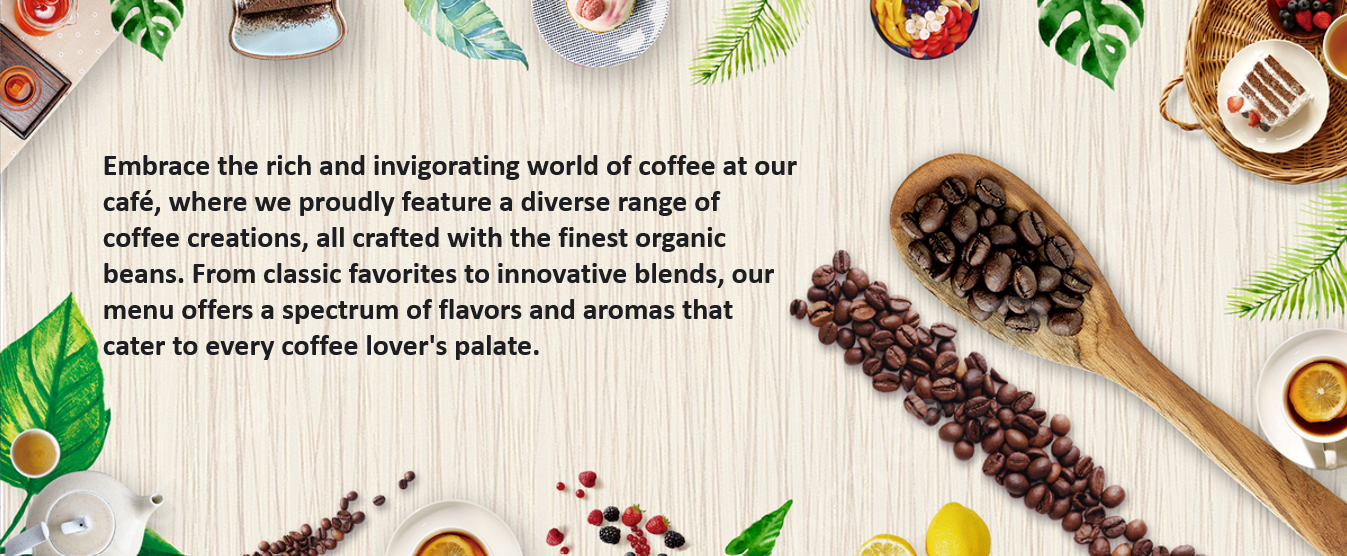 Embrace the rich and invigorating world of coffee at our
café, where we proudly feature a diverse range of
coffee creations, all crafted with the finest organic
beans. From classic favorites to innovative blends, our
menu offers a spectrum of flavors and aromas that
cater to every coffee lover's palate.